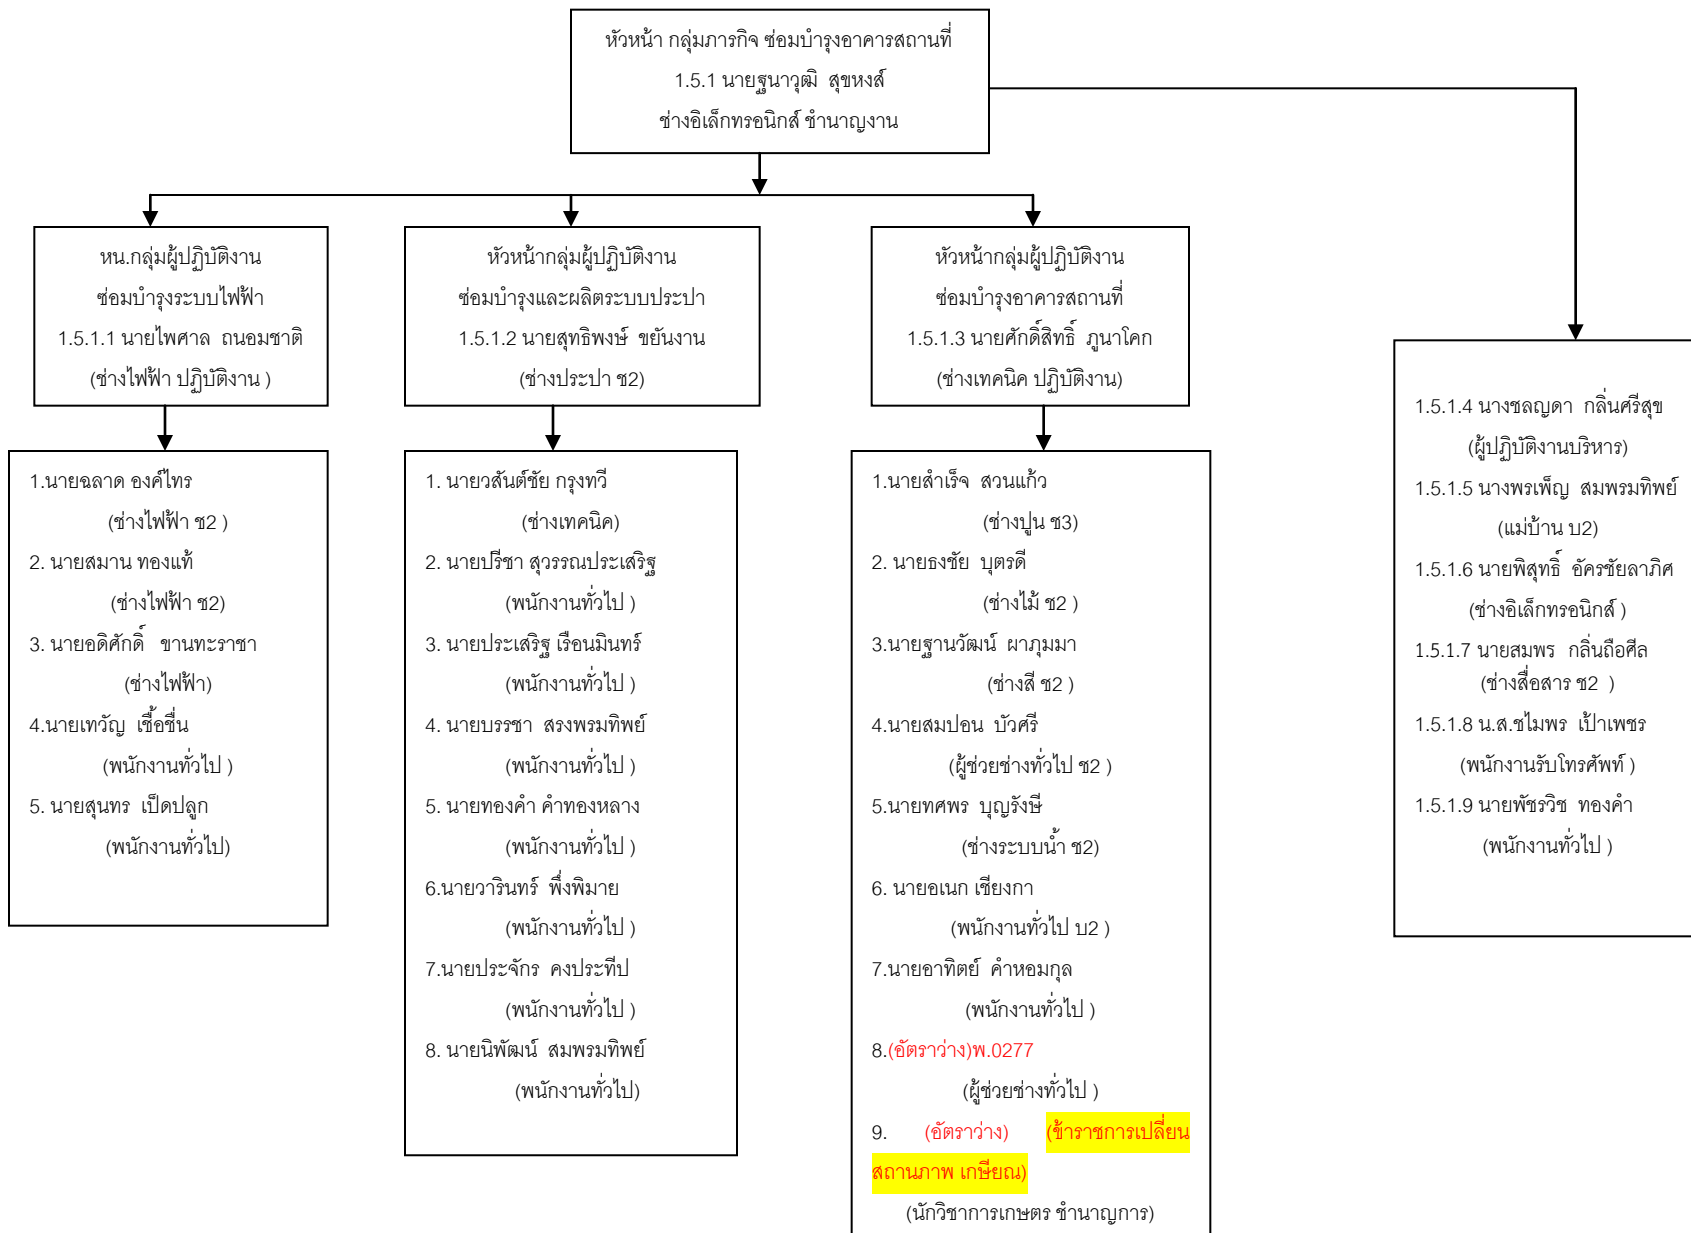 หัวหน้า กลุ่มภารกิจ ซ่อมบำรุงอาคารสถานที่
1.5.1 นายฐนาวุฒิ สุขหงส์
ช่างอิเล็กทรอนิกส์ ชำนาญงาน
หน.กลุ่มผู้ปฏิบัติงาน
ซ่อมบำรุงระบบไฟฟ้า
1.5.1.1 นายไพศาล ถนอมชาติ
(ช่างไฟฟ้า ปฏิบัติงาน )
หัวหน้ากลุ่มผู้ปฏิบัติงาน
ซ่อมบำรุงและผลิตระบบประปา
1.5.1.2 นายสุทธิพงษ์ ขยันงาน
(ช่างประปา ช2)
หัวหน้ากลุ่มผู้ปฏิบัติงาน
ซ่อมบำรุงอาคารสถานที่
1.5.1.3 นายศักดิ์สิทธิ์ ภูนาโคก
(ช่างเทคนิค ปฏิบัติงาน)
1.นายฉลาด องค์ไทร
(ช่างไฟฟ้า ช2 )
2. นายสมาน ทองแท้
(ช่างไฟฟ้า ช2)
3. นายอดิศักดิ์ ขานทะราชา
(ช่างไฟฟ้า)
4.นายเทวัญ เชื้อชื่น
(พนักงานทั่วไป )
5. นายสุนทร เป็ดปลูก
(พนักงานทั่วไป)
1. นายวสันต์ชัย กรุงทวี
(ช่างเทคนิค)
2. นายปรีชา สุวรรณประเสริฐ
(พนักงานทั่วไป )
3. นายประเสริฐ เรือนมินทร์
(พนักงานทั่วไป )
4. นายบรรชา สรงพรมทิพย์
(พนักงานทั่วไป )
5. นายทองคำ คำทองหลาง
(พนักงานทั่วไป )
6.นายวารินทร์ พึ่งพิมาย
(พนักงานทั่วไป )
7.นายประจักร คงประทีป
(พนักงานทั่วไป )
8. นายนิพัฒน์ สมพรมทิพย์
(พนักงานทั่วไป)
1.นายสำเร็จ สวนแก้ว
(ช่างปูน ช3)
2. นายธงชัย บุตรดี
(ช่างไม้ ช2 )
3.นายฐานวัฒน์ ผาภุมมา
(ช่างสี ช2 )
4.นายสมปอน บัวศรี
(ผู้ช่วยช่างทั่วไป ช2 )
5.นายทศพร บุญรังษี
(ช่างระบบน้ำ ช2)
6. นายอเนก เชียงกา
(พนักงานทั่วไป บ2 )
7.นายอาทิตย์ คำหอมกุล
(พนักงานทั่วไป )
8.(อัตราว่าง)พ.0277
(ผู้ช่วยช่างทั่วไป )
9. (อัตราว่าง) (ข้าราชการเปลี่ยน
สถานภาพ เกษียณ)
(นักวิชาการเกษตร ชำนาญการ)
1.5.1.4 นางชลญดา กลิ่นศรีสุข
(ผู้ปฏิบัติงานบริหาร)
1.5.1.5 นางพรเพ็ญ สมพรมทิพย์
(แม่บ้าน บ2)
1.5.1.6 นายพิสุทธิ์ อัครชัยลาภิศ
(ช่างอิเล็กทรอนิกส์ )
1.5.1.7 นายสมพร กลิ่นถือศีล
(ช่างสื่อสาร ช2 )
1.5.1.8 น.ส.ชไมพร เป้าเพชร
(พนักงานรับโทรศัพท์ )
1.5.1.9 นายพัชรวิช ทองคำ
(พนักงานทั่วไป )